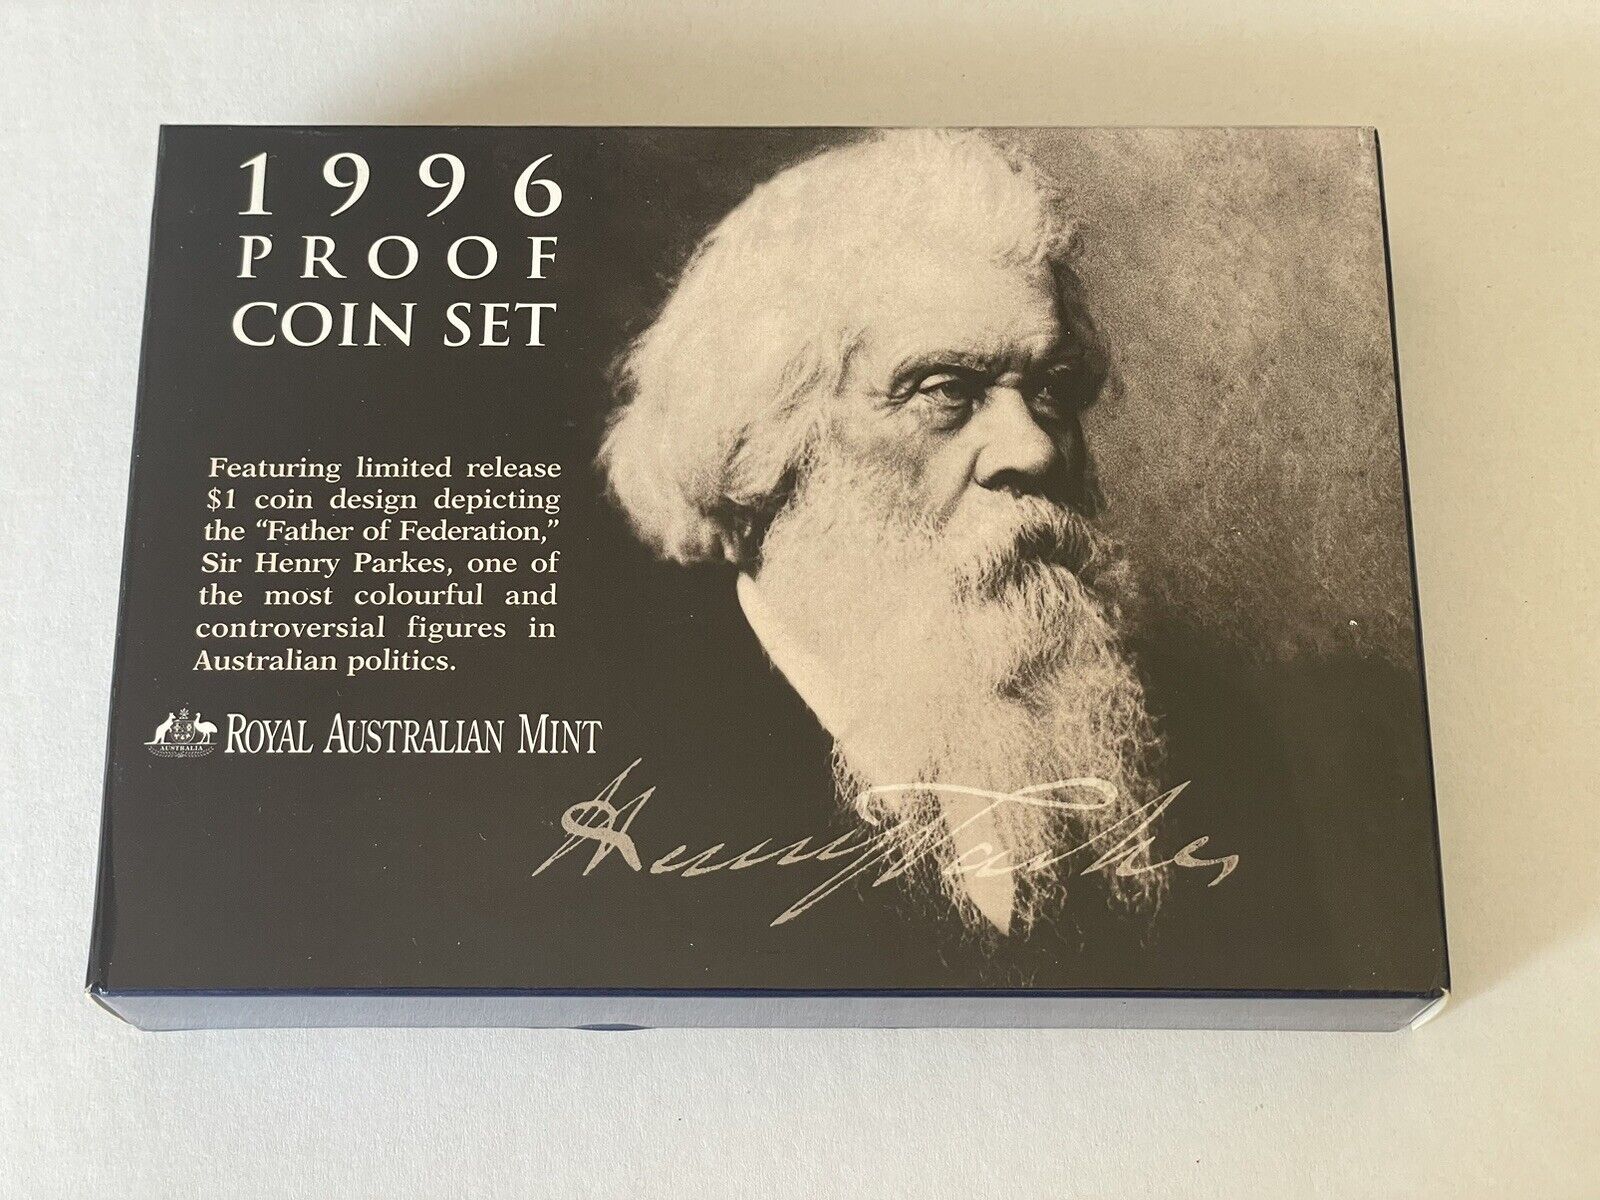 1996
PROOF
COIN SET
Featuring limited release
$1 coin design depicting
the “Father of Federation,”
Sir Henry Parkes, one of
the most colourful and
controversial figures in
Australian politics.
AUSTRALIA
ROYAL AUSTRALIAN MINT
Henry Parkes